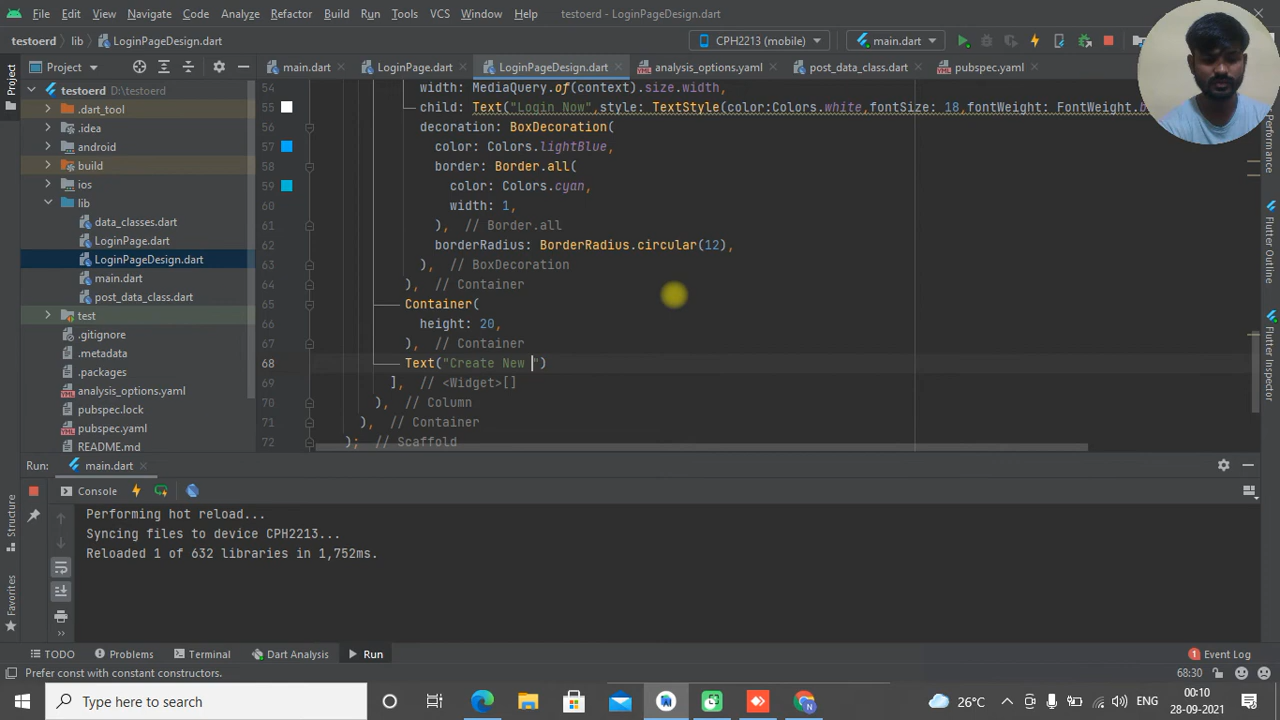 File Edit View Navigate Code Analyze Refactor Build Run Tools VCS Window Help testoerd - LoginPageDesign.dart
testoerd lib LoginPageDesign.dart CPH2213 (mobile) main.dart
Project main.dart LoginPage.dart LoginPageDesign.dart analysis_options.yaml post_data_class.dart pubspec.yaml
Project
testoerd D:\testoerd
.dart_tool
.idea
android
build
ios
lib
data_classes.dart
LoginPage.dart
LoginPageDesign.dart
main.dart
post_data_class.dart
test
.gitignore
.metadata
.packages
analysis_options.yaml
pubspec.lock
pubspec.yaml
README.md
54 width: MediaQuery.of(context).size.width,
55 child: Text("Login Now",style: TextStyle(color:Colors.white,fontSize: 18,fontWeight: FontWeight.b
56 decoration: BoxDecoration(
57 color: Colors.lightBlue,
58 border: Border.all(
59 color: Colors.cyan,
60 width: 1,
61 ), // Border.all
62 borderRadius: BorderRadius.circular(12),
63 ), // BoxDecoration
64 ), // Container
65 Container(
66 height: 20,
67 ), // Container
68 Text("Create New ")
69 ], // <Widget>[]
70 ), // Column
71 ), // Container
72 ); // Scaffold
Performance
Flutter Outline
Flutter Inspector
Structure
Favorites
Run: main.dart
Console
Performing hot reload...
Syncing files to device CPH2213...
Reloaded 1 of 632 libraries in 1,752ms.
TODO Problems Terminal Dart Analysis Run 1 Event Log
Prefer const with constant constructors. 68:30
Type here to search 26°C ENG 00:10
28-09-2021